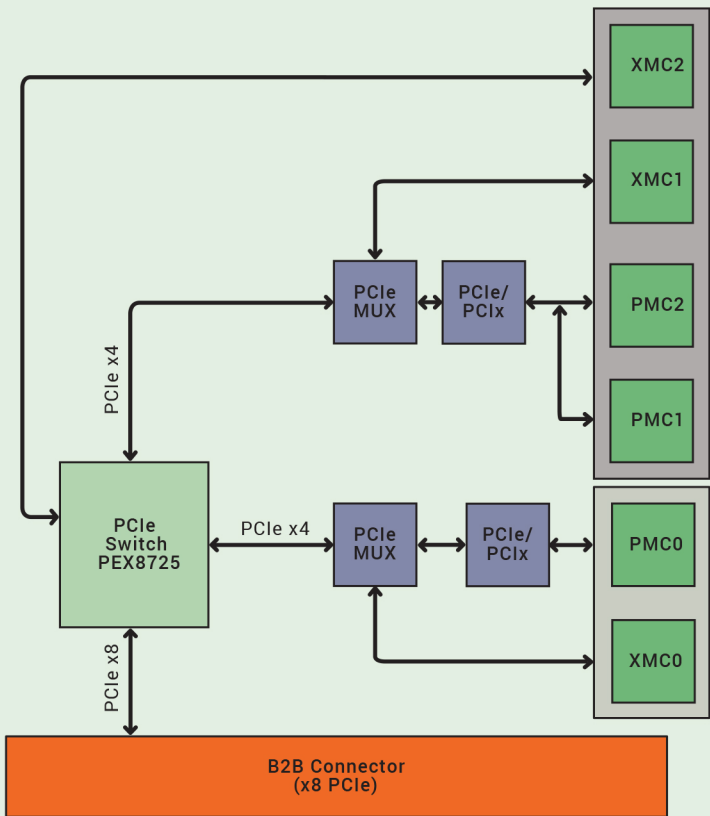 XMC2
XMC1
PCIe
MUX
PCIe/
PCIx
PMC2
PCIe x4
PMC1
PCIe
Switch
PEX8725
PCIe x4
PCIe
MUX
PCIe/
PCIx
PMC0
PCIe x8
XMC0
B2B Connector
(x8 PCIe)